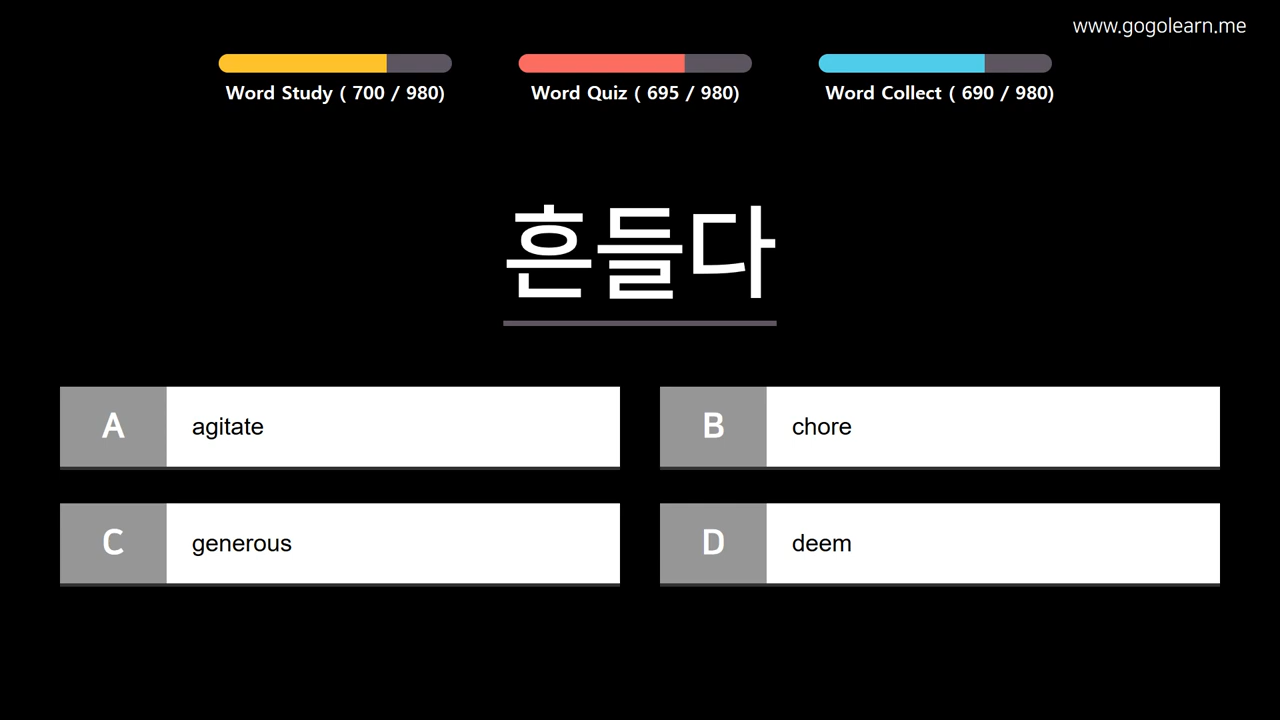 www.gogolearn.me
Word Study ( 700 / 980)
Word Quiz ( 695 / 980)
Word Collect ( 690 / 980)
흔들다
A agitate
B chore
C generous
D deem